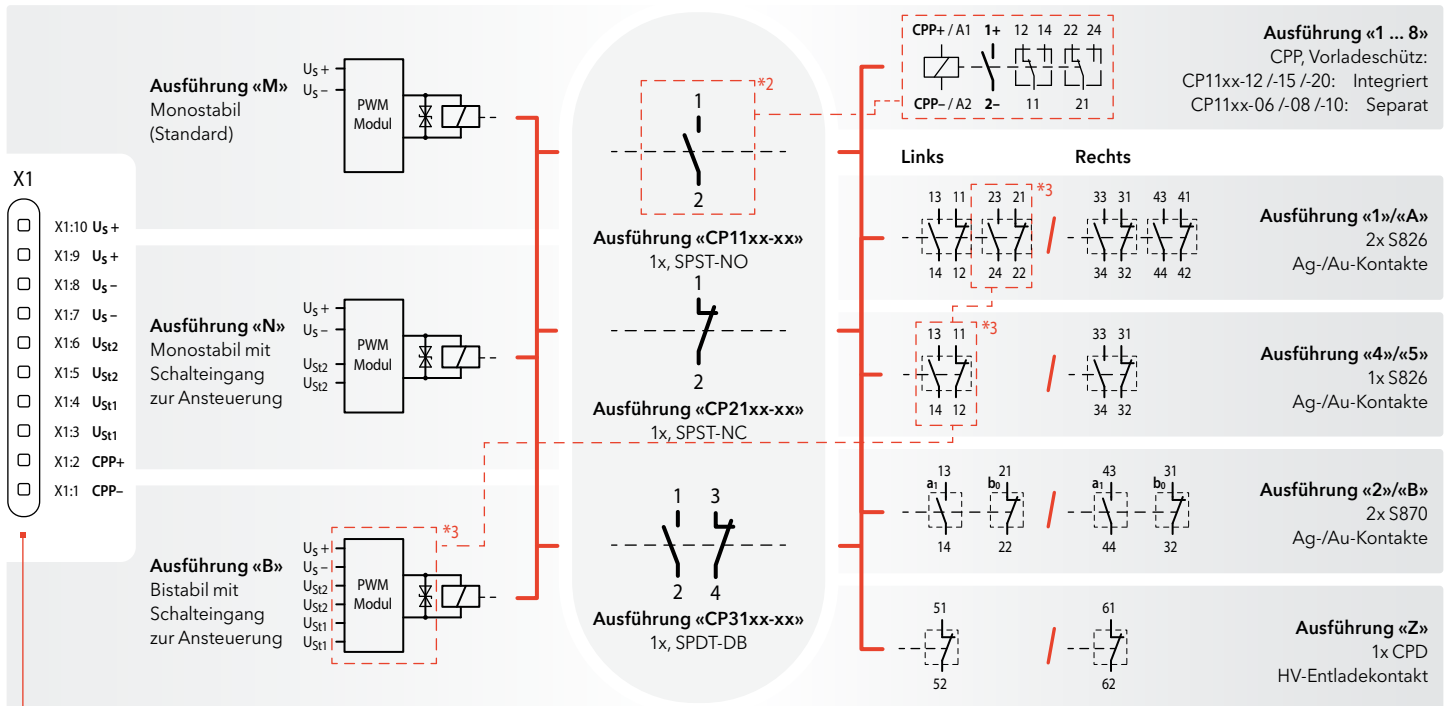 X1
X1:10 US +
X1:9 US +
X1:8 US –
X1:7 US –
X1:6 USt2
X1:5 USt2
X1:4 USt1
X1:3 USt1
X1:2 CPP+
X1:1 CPP–
Ausführung «M»
Monostabil
(Standard)
US +
US –
PWM
Modul
Ausführung «N»
Monostabil mit
Schalteingang
zur Ansteuerung
US +
US –
USt2
USt2
PWM
Modul
Ausführung «B»
Bistabil mit
Schalteingang
zur Ansteuerung
US +
US –
USt2
USt2
USt1
USt1
PWM
Modul
*3
1
*2
2
Ausführung «CP11xx-xx»
1x, SPST-NO
1
2
Ausführung «CP21xx-xx»
1x, SPST-NC
1 3
2 4
Ausführung «CP31xx-xx»
1x, SPDT-DB
CPP+ / A1 1+ 12 14 22 24
CPP– / A2 2– 11 21
Ausführung «1 ... 8»
CPP, Vorladeschütz:
CP11xx-12 /-15 /-20: Integriert
CP11xx-06 /-08 /-10: Separat
Links Rechts
13 11 23 21 *3 33 31 43 41
14 12 24 22 34 32 44 42
Ausführung «1»/«A»
2x S826
Ag-/Au-Kontakte
13 11 *3 33 31
14 12 34 32
Ausführung «4»/«5»
1x S826
Ag-/Au-Kontakte
13 21 43 31
a1 b0 a1 b0
14 22 44 32
Ausführung «2»/«B»
2x S870
Ag-/Au-Kontakte
51 61
52 62
Ausführung «Z»
1x CPD
HV-Entladekontakt